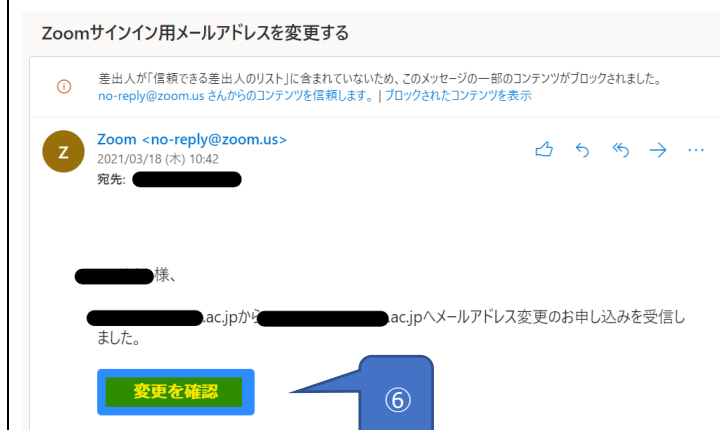 Zoomサインイン用メールアドレスを変更する
差出人が「信頼できる差出人のリスト」に含まれていないため、このメッセージの一部のコンテンツがブロックされました。
no-reply@zoom.us さんからのコンテンツを信頼します。 | ブロックされたコンテンツを表示
Z
Zoom <no-reply@zoom.us>
2021/03/18 (木) 10:42
宛先:
様、
.ac.jpから .ac.jpへメールアドレス変更のお申し込みを受信し
ました。
変更を確認
⑥